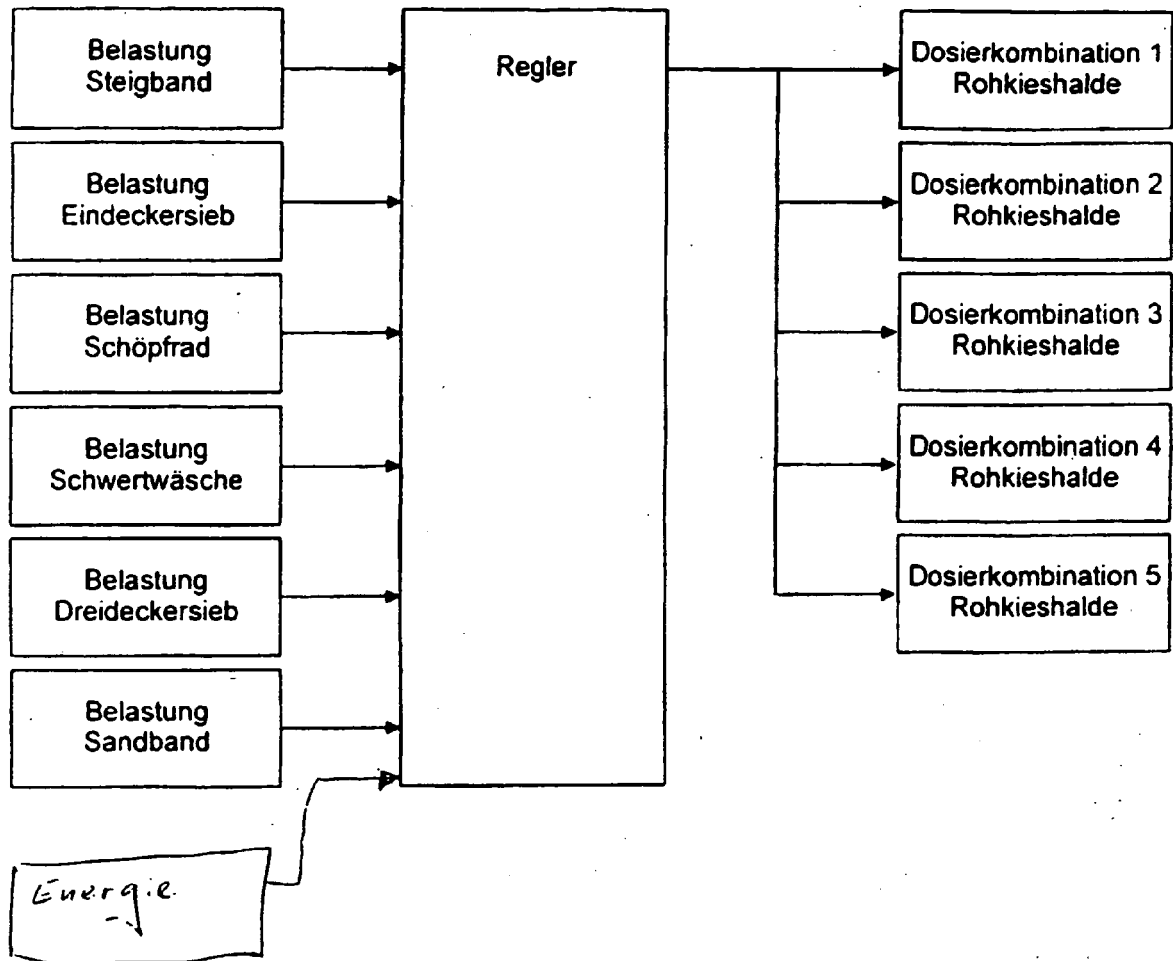 Belastung
Steigband
Belastung
Eindeckersieb
Belastung
Schöpfrad
Belastung
Schwertwäsche
Belastung
Dreideckersieb
Belastung
Sandband
Energie
Regler
Dosierkombination 1
Rohkieshalde
Dosierkombination 2
Rohkieshalde
Dosierkombination 3
Rohkieshalde
Dosierkombination 4
Rohkieshalde
Dosierkombination 5
Rohkieshalde